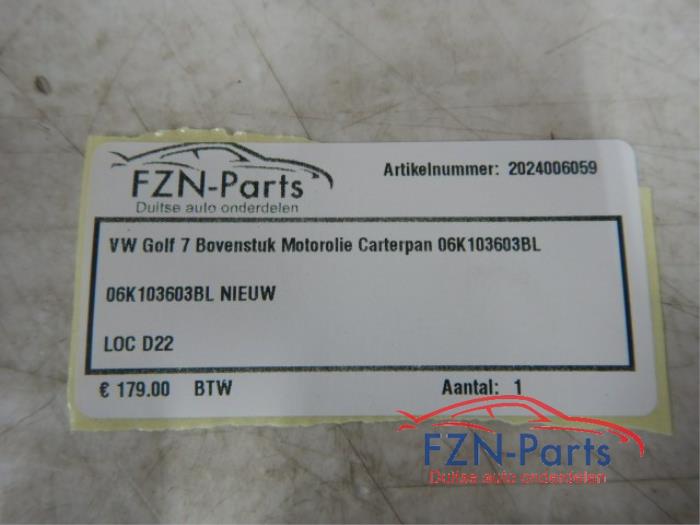 FZN-Parts
Duitse auto onderdelen
Artikelnummer: 2024006059
VW Golf 7 Bovenstuk Motorolie Carterpan 06K103603BL
06K103603BL NIEUW
LOC D22
€ 179.00 BTW Aantal: 1
FZN-Parts
Duitse auto onderdelen